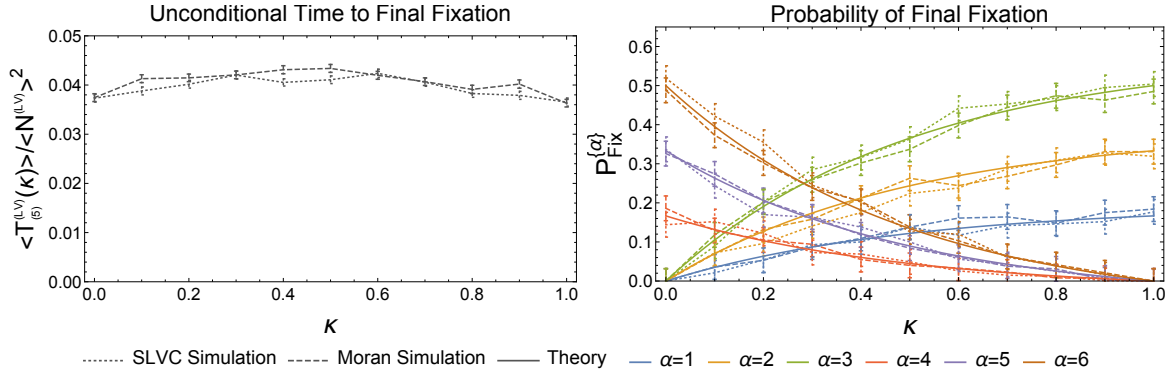 Unconditional Time to Final Fixation
<T₍₅₎⁽ᴸⱽ⁾(κ)>/<N⁽ᴸⱽ⁾>²
0.05
0.04
0.03
0.02
0.01
0.00
0.0 0.2 0.4 0.6 0.8 1.0
κ
Probability of Final Fixation
P_Fix^{α}
0.6
0.5
0.4
0.3
0.2
0.1
0.0
0.0 0.2 0.4 0.6 0.8 1.0
κ
SLVC Simulation Moran Simulation Theory α=1 α=2 α=3 α=4 α=5 α=6